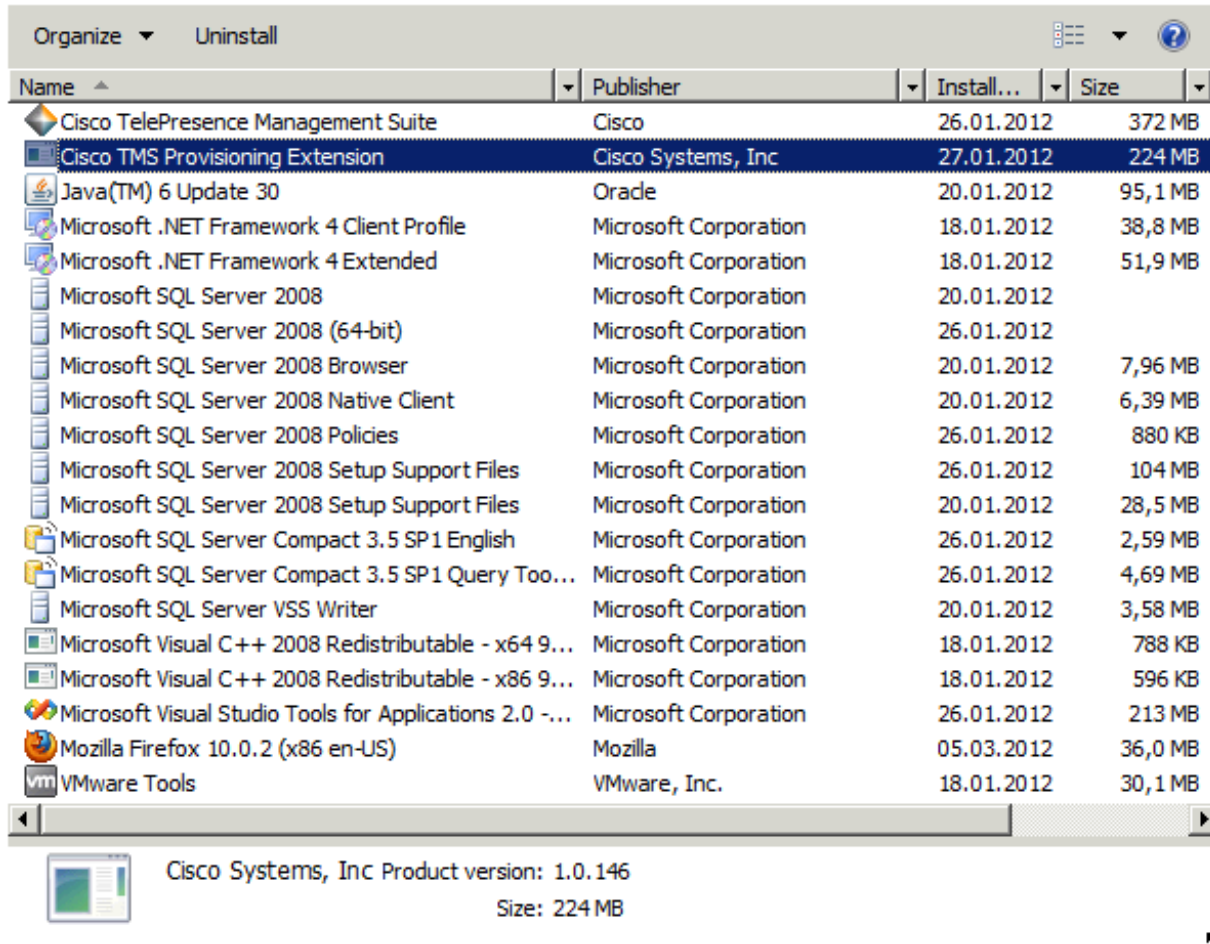 Organize Uninstall
Name Publisher Install... Size
Cisco TelePresence Management Suite Cisco 26.01.2012 372 MB
Cisco TMS Provisioning Extension Cisco Systems, Inc 27.01.2012 224 MB
Java(TM) 6 Update 30 Oracle 20.01.2012 95,1 MB
Microsoft .NET Framework 4 Client Profile Microsoft Corporation 18.01.2012 38,8 MB
Microsoft .NET Framework 4 Extended Microsoft Corporation 18.01.2012 51,9 MB
Microsoft SQL Server 2008 Microsoft Corporation 20.01.2012
Microsoft SQL Server 2008 (64-bit) Microsoft Corporation 26.01.2012
Microsoft SQL Server 2008 Browser Microsoft Corporation 20.01.2012 7,96 MB
Microsoft SQL Server 2008 Native Client Microsoft Corporation 20.01.2012 6,39 MB
Microsoft SQL Server 2008 Policies Microsoft Corporation 26.01.2012 880 KB
Microsoft SQL Server 2008 Setup Support Files Microsoft Corporation 26.01.2012 104 MB
Microsoft SQL Server 2008 Setup Support Files Microsoft Corporation 20.01.2012 28,5 MB
Microsoft SQL Server Compact 3.5 SP1 English Microsoft Corporation 26.01.2012 2,59 MB
Microsoft SQL Server Compact 3.5 SP1 Query Too... Microsoft Corporation 26.01.2012 4,69 MB
Microsoft SQL Server VSS Writer Microsoft Corporation 20.01.2012 3,58 MB
Microsoft Visual C++ 2008 Redistributable - x64 9... Microsoft Corporation 18.01.2012 788 KB
Microsoft Visual C++ 2008 Redistributable - x86 9... Microsoft Corporation 18.01.2012 596 KB
Microsoft Visual Studio Tools for Applications 2.0 -... Microsoft Corporation 26.01.2012 213 MB
Mozilla Firefox 10.0.2 (x86 en-US) Mozilla 05.03.2012 36,0 MB
vm VMware Tools VMware, Inc. 18.01.2012 30,1 MB
Cisco Systems, Inc Product version: 1.0.146
Size: 224 MB